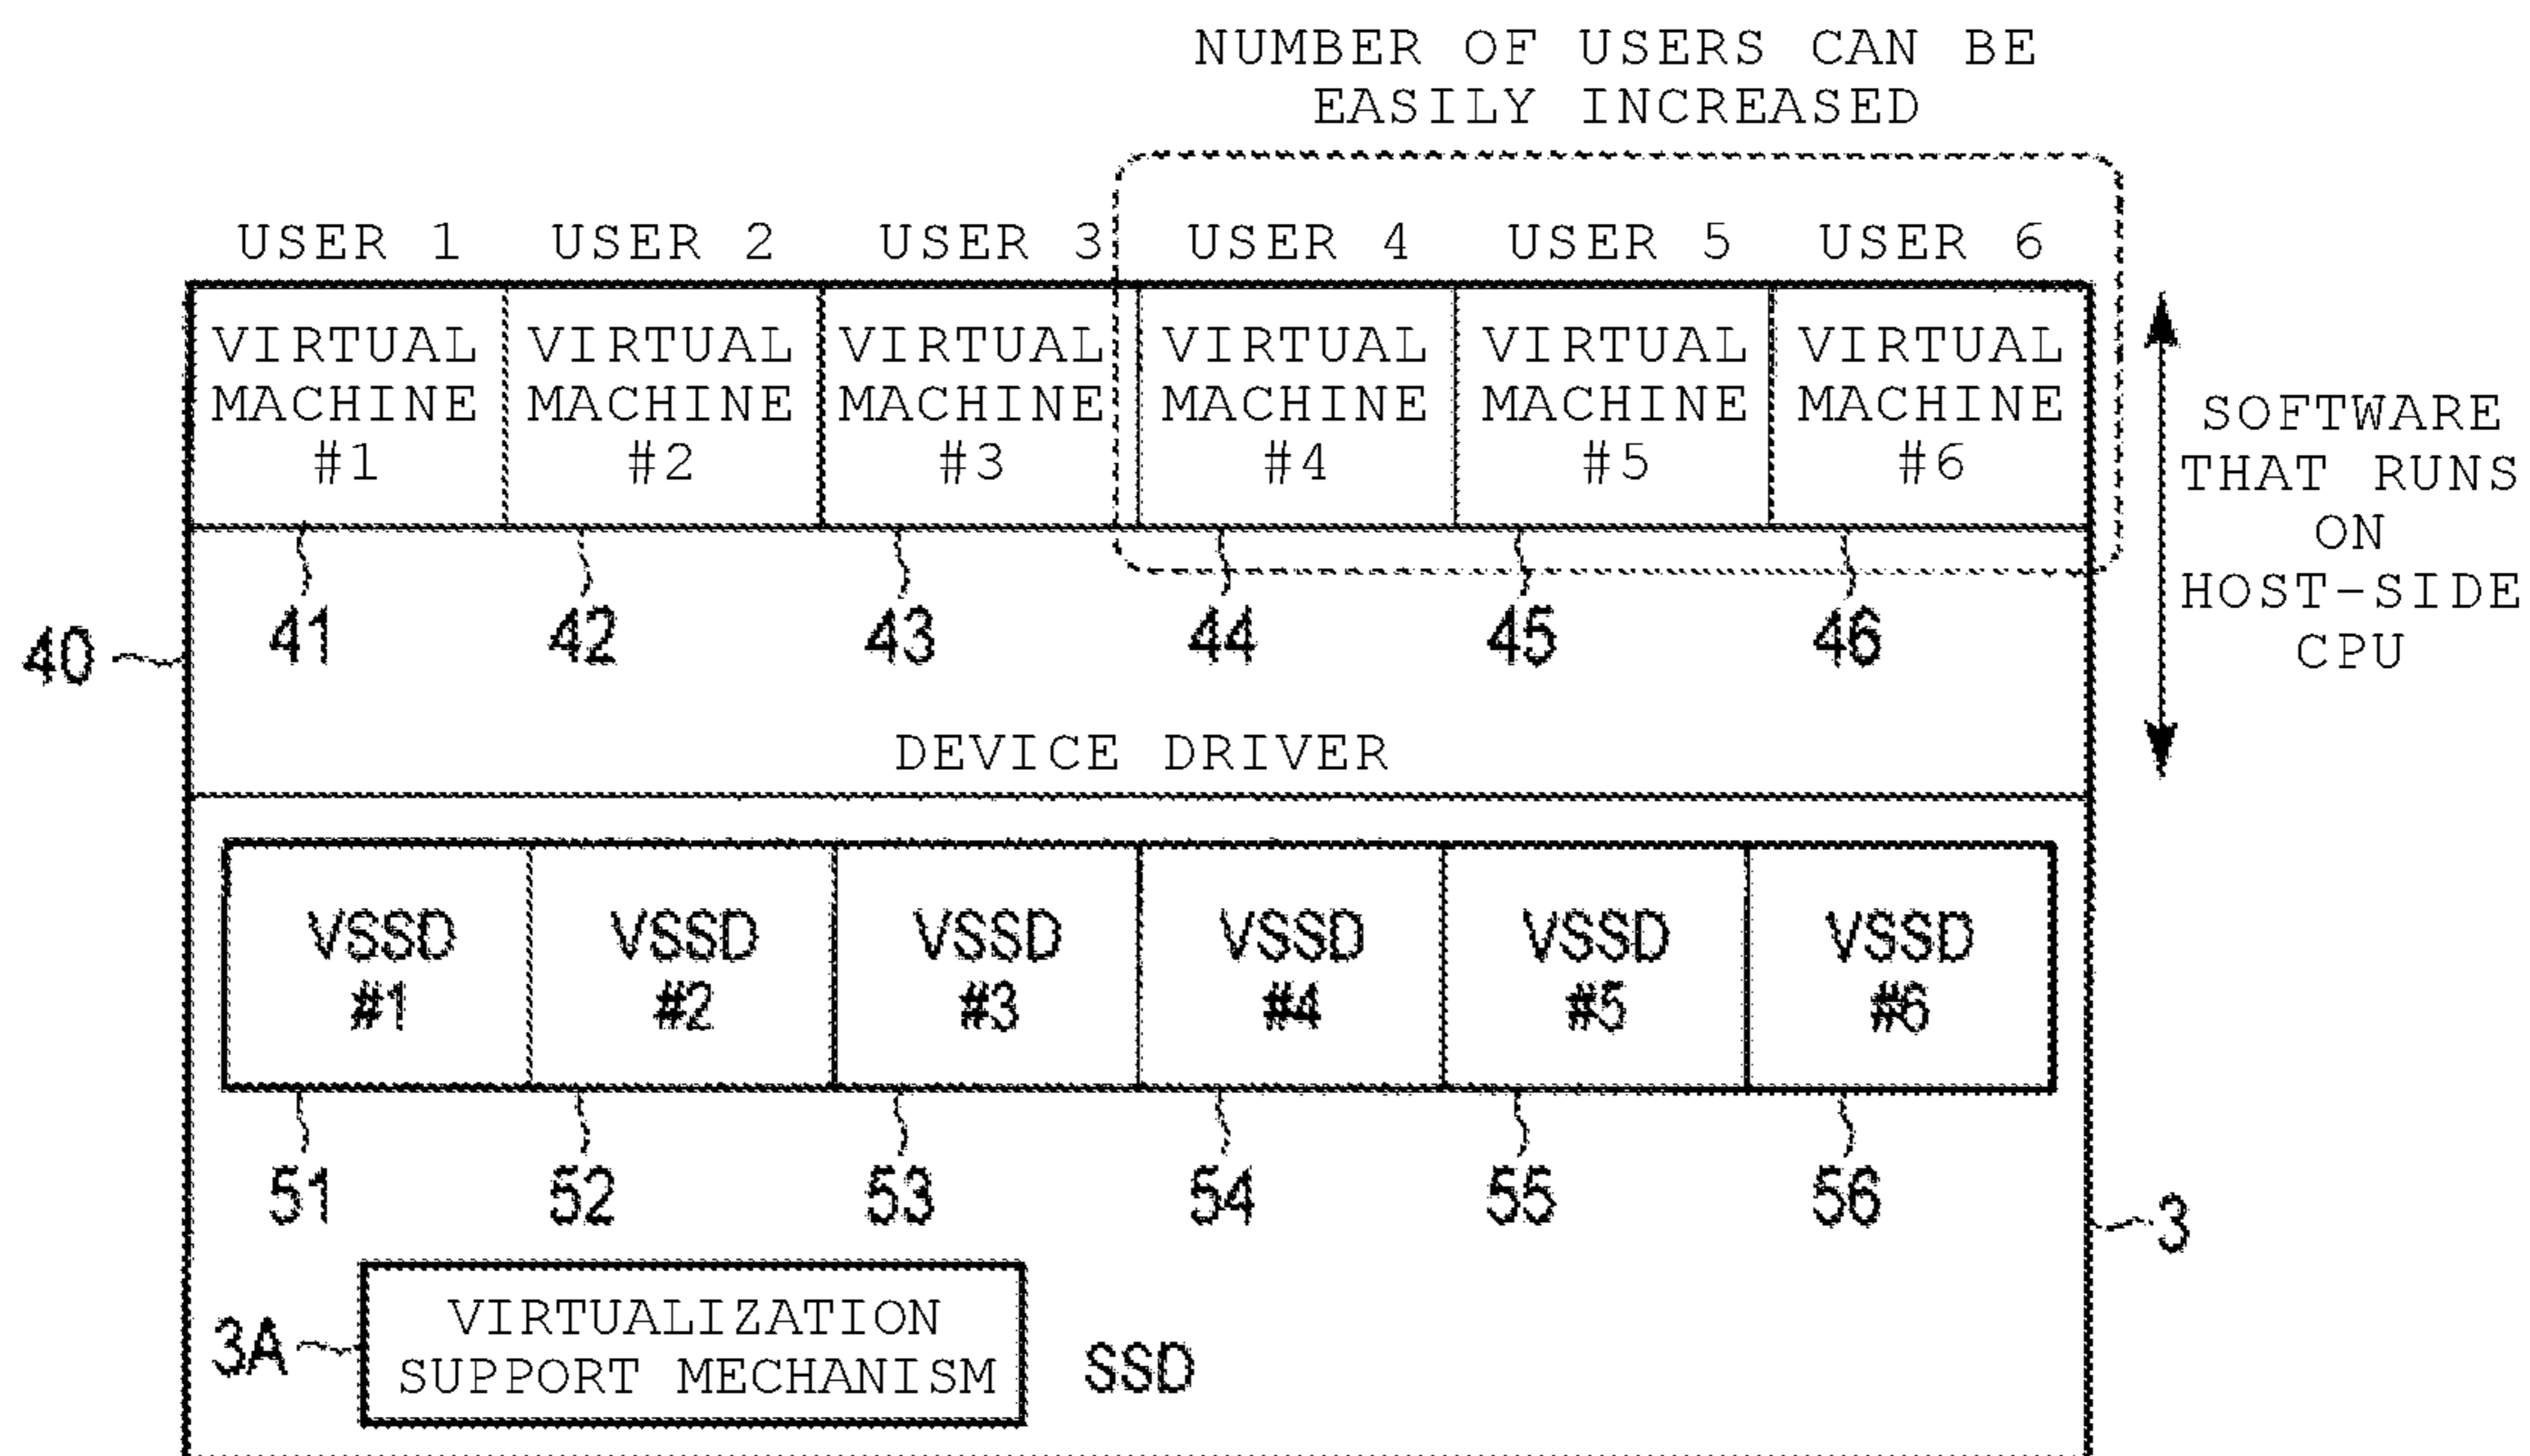 NUMBER OF USERS CAN BE
EASILY INCREASED
USER 1 USER 2 USER 3 USER 4 USER 5 USER 6
VIRTUAL VIRTUAL VIRTUAL VIRTUAL VIRTUAL VIRTUAL
MACHINE MACHINE MACHINE MACHINE MACHINE MACHINE
#1 #2 #3 #4 #5 #6
SOFTWARE
THAT RUNS
ON
HOST-SIDE
CPU
41 42 43 44 45 46
40
DEVICE DRIVER
VSSD VSSD VSSD VSSD VSSD VSSD
#1 #2 #3 #4 #5 #6
51 52 53 54 55 56
3
3A
VIRTUALIZATION
SUPPORT MECHANISM
SSD